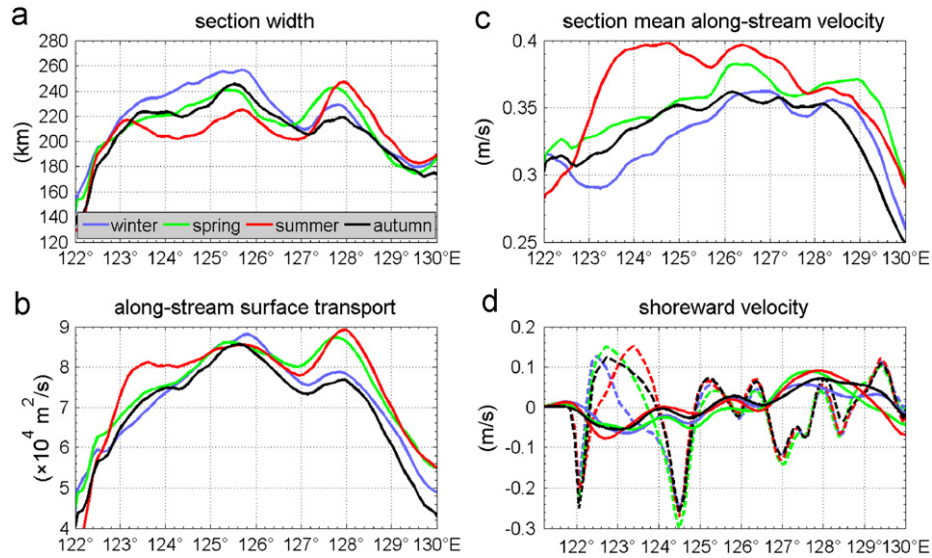 a
section width
(km)
280
260
240
220
200
180
160
140
120
winter spring summer autumn
122° 123° 124° 125° 126° 127° 128° 129° 130°E
c
section mean along-stream velocity
(m/s)
0.4
0.35
0.3
0.25
122° 123° 124° 125° 126° 127° 128° 129° 130°E
b
along-stream surface transport
(×10⁴ m²/s)
9
8
7
6
5
4
122° 123° 124° 125° 126° 127° 128° 129° 130°E
d
shoreward velocity
(m/s)
0.2
0.1
0
-0.1
-0.2
-0.3
122° 123° 124° 125° 126° 127° 128° 129° 130°E